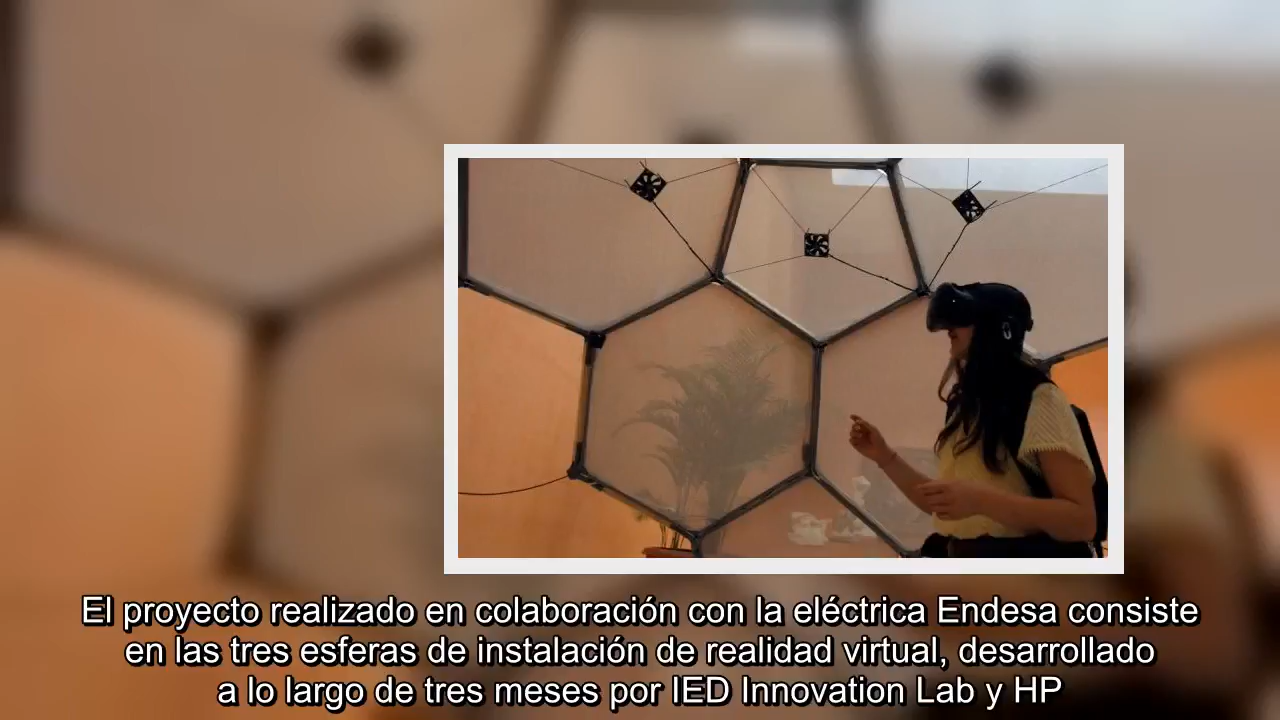 El proyecto realizado en colaboración con la eléctrica Endesa consiste
en las tres esferas de instalación de realidad virtual, desarrollado
a lo largo de tres meses por IED Innovation Lab y HP